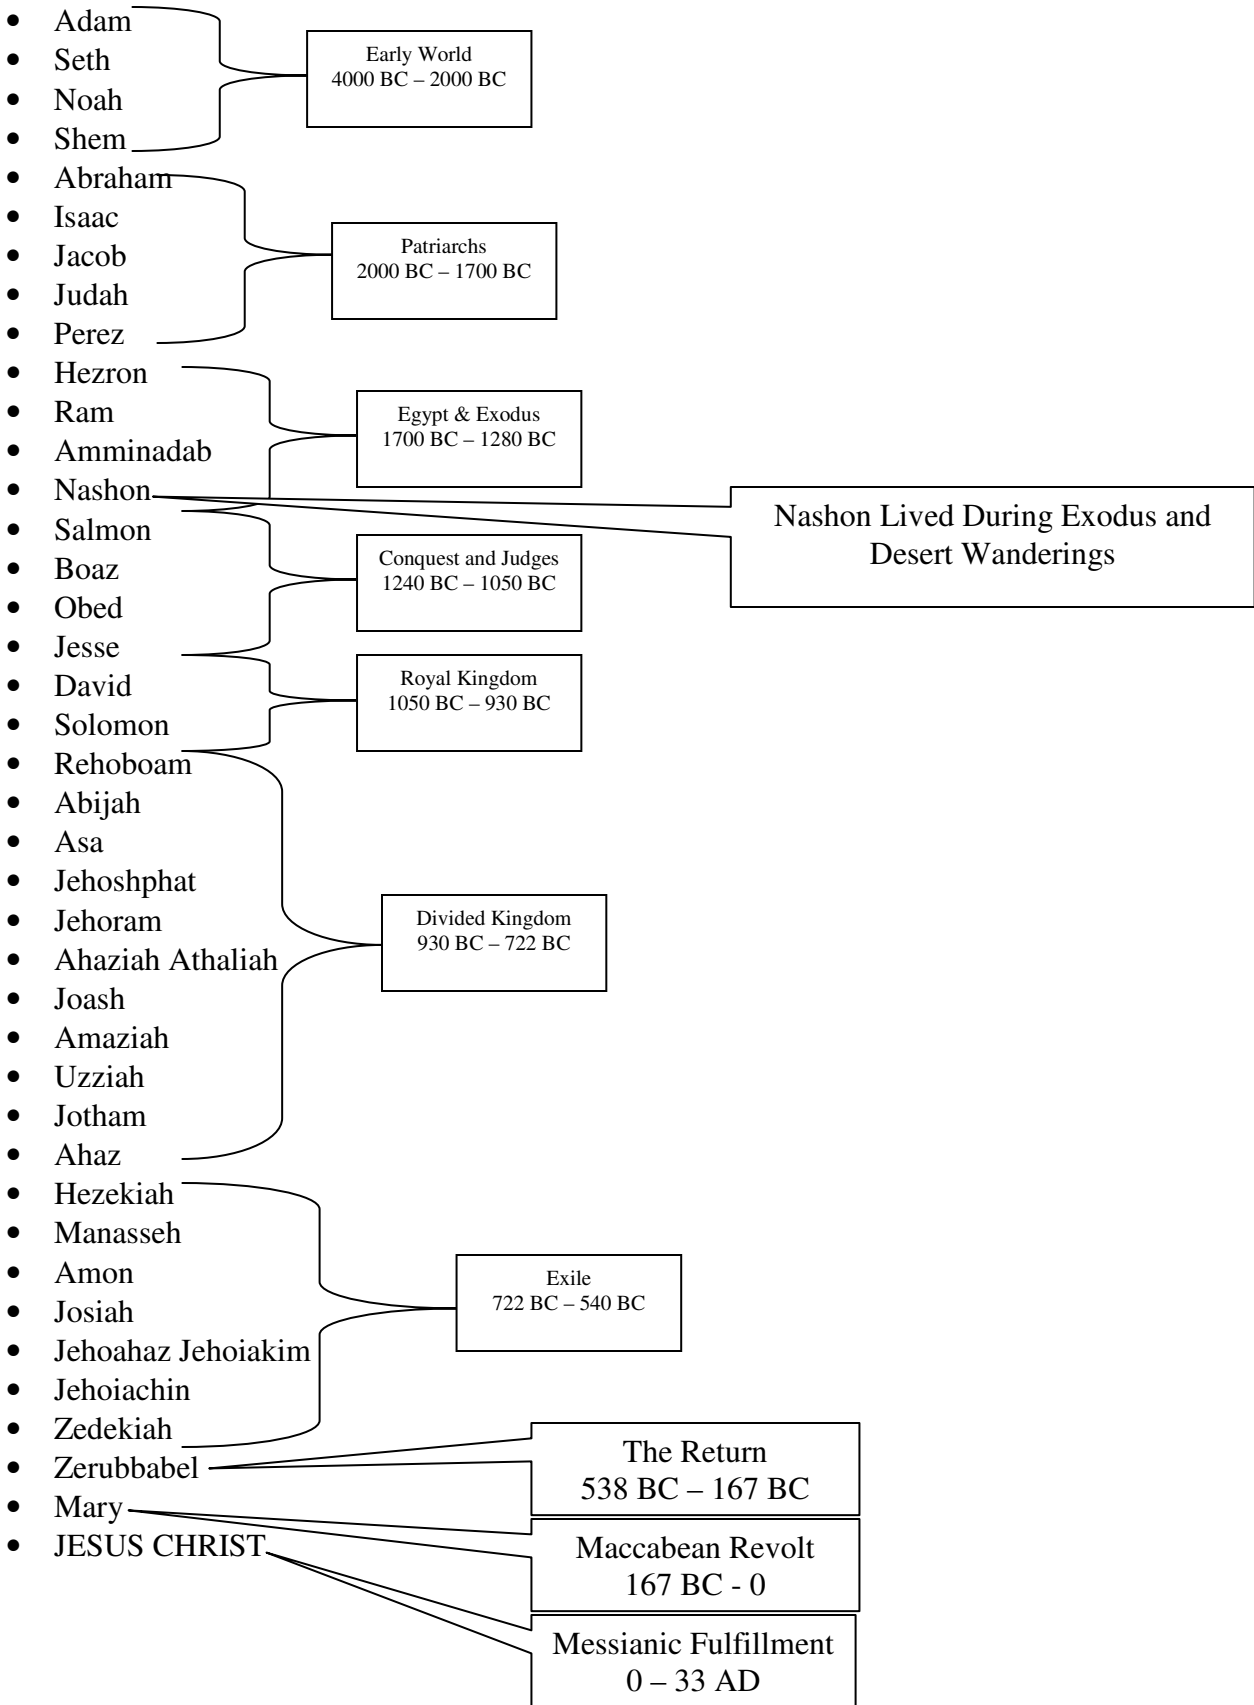 • Adam
• Seth
• Noah
• Shem
Early World
4000 BC – 2000 BC
• Abraham
• Isaac
• Jacob
• Judah
• Perez
Patriarchs
2000 BC – 1700 BC
• Hezron
• Ram
• Amminadab
• Nashon
Egypt & Exodus
1700 BC – 1280 BC
Nashon Lived During Exodus and
Desert Wanderings
• Salmon
• Boaz
• Obed
• Jesse
Conquest and Judges
1240 BC – 1050 BC
• David
• Solomon
Royal Kingdom
1050 BC – 930 BC
• Rehoboam
• Abijah
• Asa
• Jehoshphat
• Jehoram
• Ahaziah Athaliah
• Joash
• Amaziah
• Uzziah
• Jotham
• Ahaz
Divided Kingdom
930 BC – 722 BC
• Hezekiah
• Manasseh
• Amon
• Josiah
• Jehoahaz Jehoiakim
• Jehoiachin
• Zedekiah
Exile
722 BC – 540 BC
• Zerubbabel
The Return
538 BC – 167 BC
• Mary
Maccabean Revolt
167 BC - 0
• JESUS CHRIST
Messianic Fulfillment
0 – 33 AD